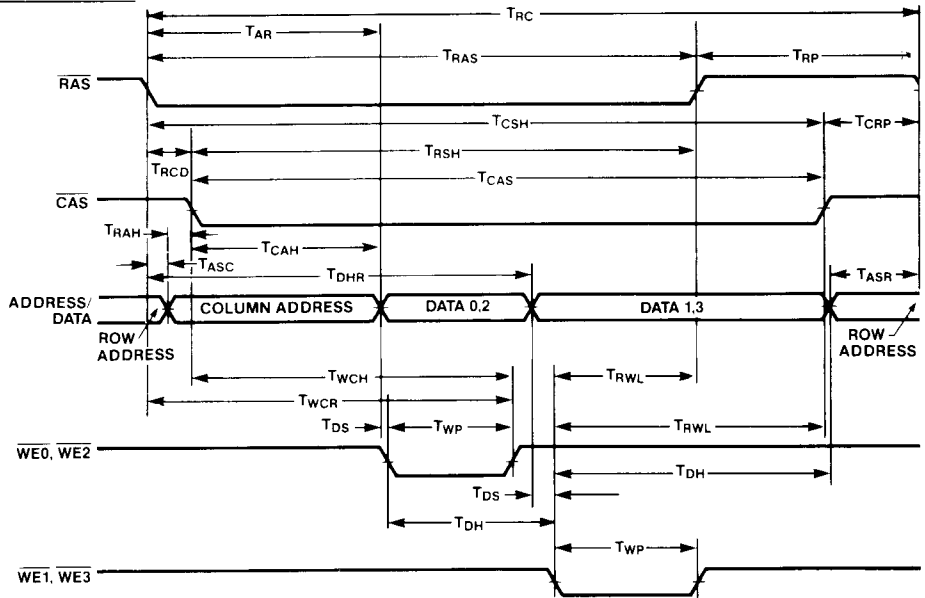 TRC
TAR
TRAS
TRP
RAS
TCSH
TCRP
TRCD
TRSH
TCAS
CAS
TRAH
TCAH
TASC
TDHR
TASR
ADDRESS/
DATA
COLUMN ADDRESS
DATA 0,2
DATA 1,3
ROW
ADDRESS
ROW
ADDRESS
TWCH
TRWL
TWCR
TDS
TWP
TRWL
WE0, WE2
TDH
TDS
TDH
TWP
WE1, WE3